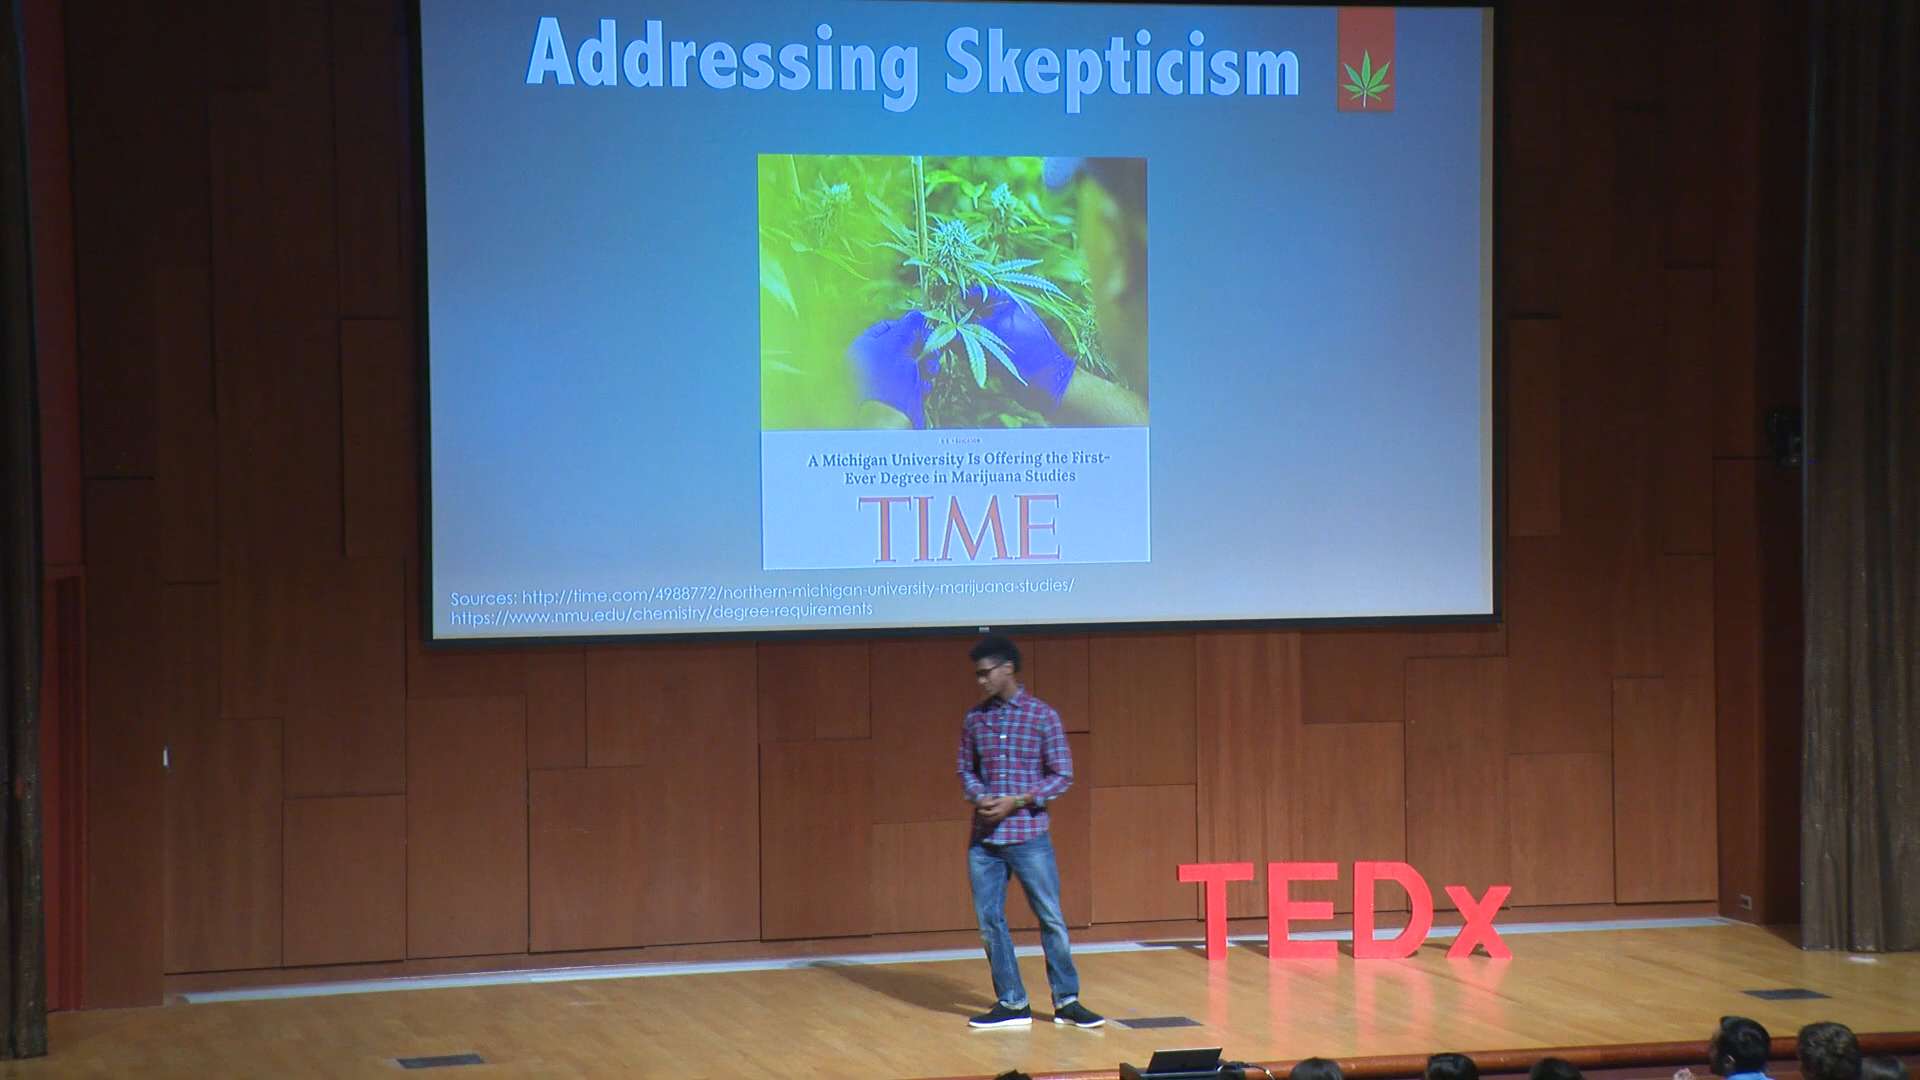 Addressing Skepticism
A Michigan University Is Offering the First-
Ever Degree in Marijuana Studies
TIME
Sources: http://time.com/4988772/northern-michigan-university-marijuana-studies/
https://www.nmu.edu/chemistry/degree-requirements
TEDx